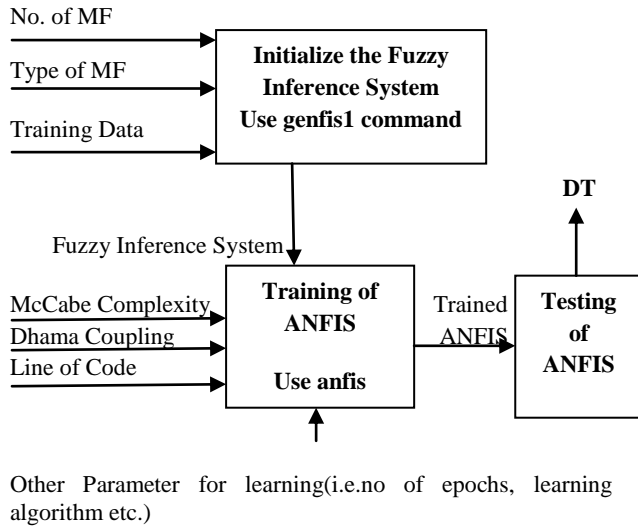 No. of MF
Type of MF
Training Data
Initialize the Fuzzy
Inference System
Use genfis1 command
DT
Fuzzy Inference System
McCabe Complexity
Dhama Coupling
Line of Code
Training of
ANFIS
Use anfis
Trained
ANFIS
Testing
of
ANFIS
Other Parameter for learning(i.e.no of epochs, learning
algorithm etc.)